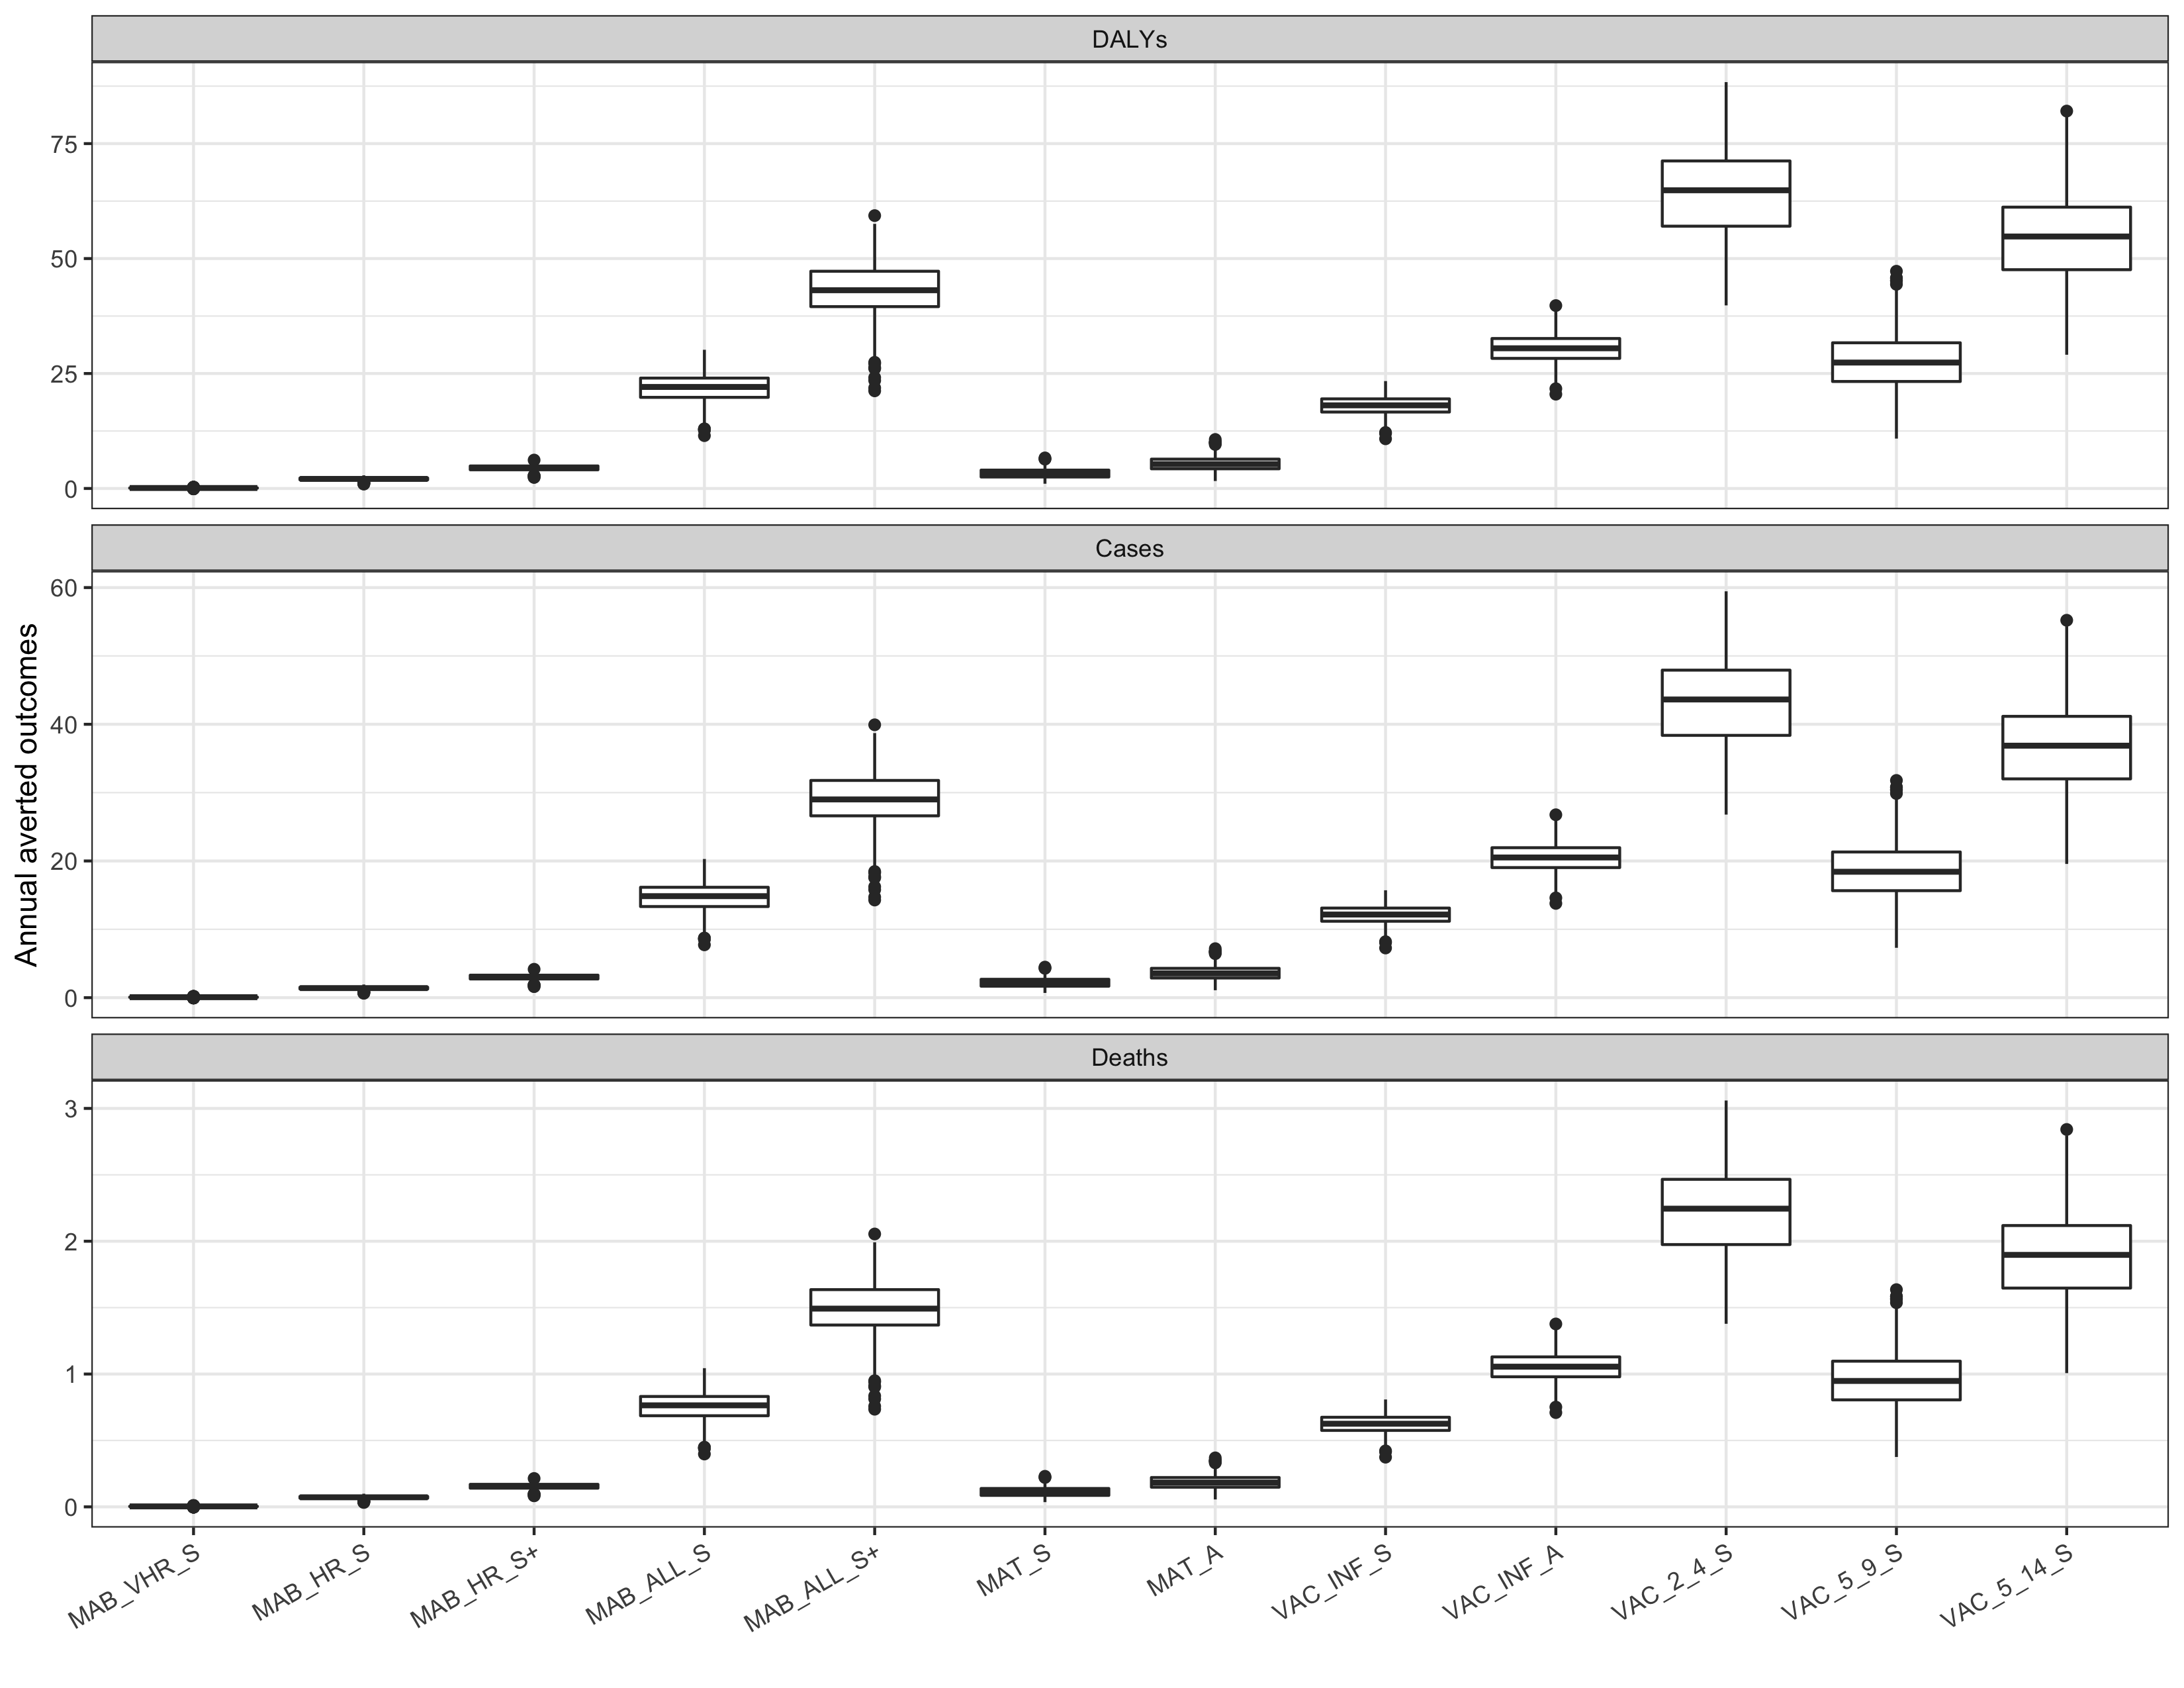 DALYs
75
50
25
0
Cases
60
40
20
0
Annual averted outcomes
Deaths
3
2
1
0
MAB_VHR_S
MAB_HR_S
MAB_HR_S+
MAB_ALL_S
MAB_ALL_S+
MAT_S
MAT_A
VAC_INF_S
VAC_INF_A
VAC_2_4_S
VAC_5_9_S
VAC_5_14_S